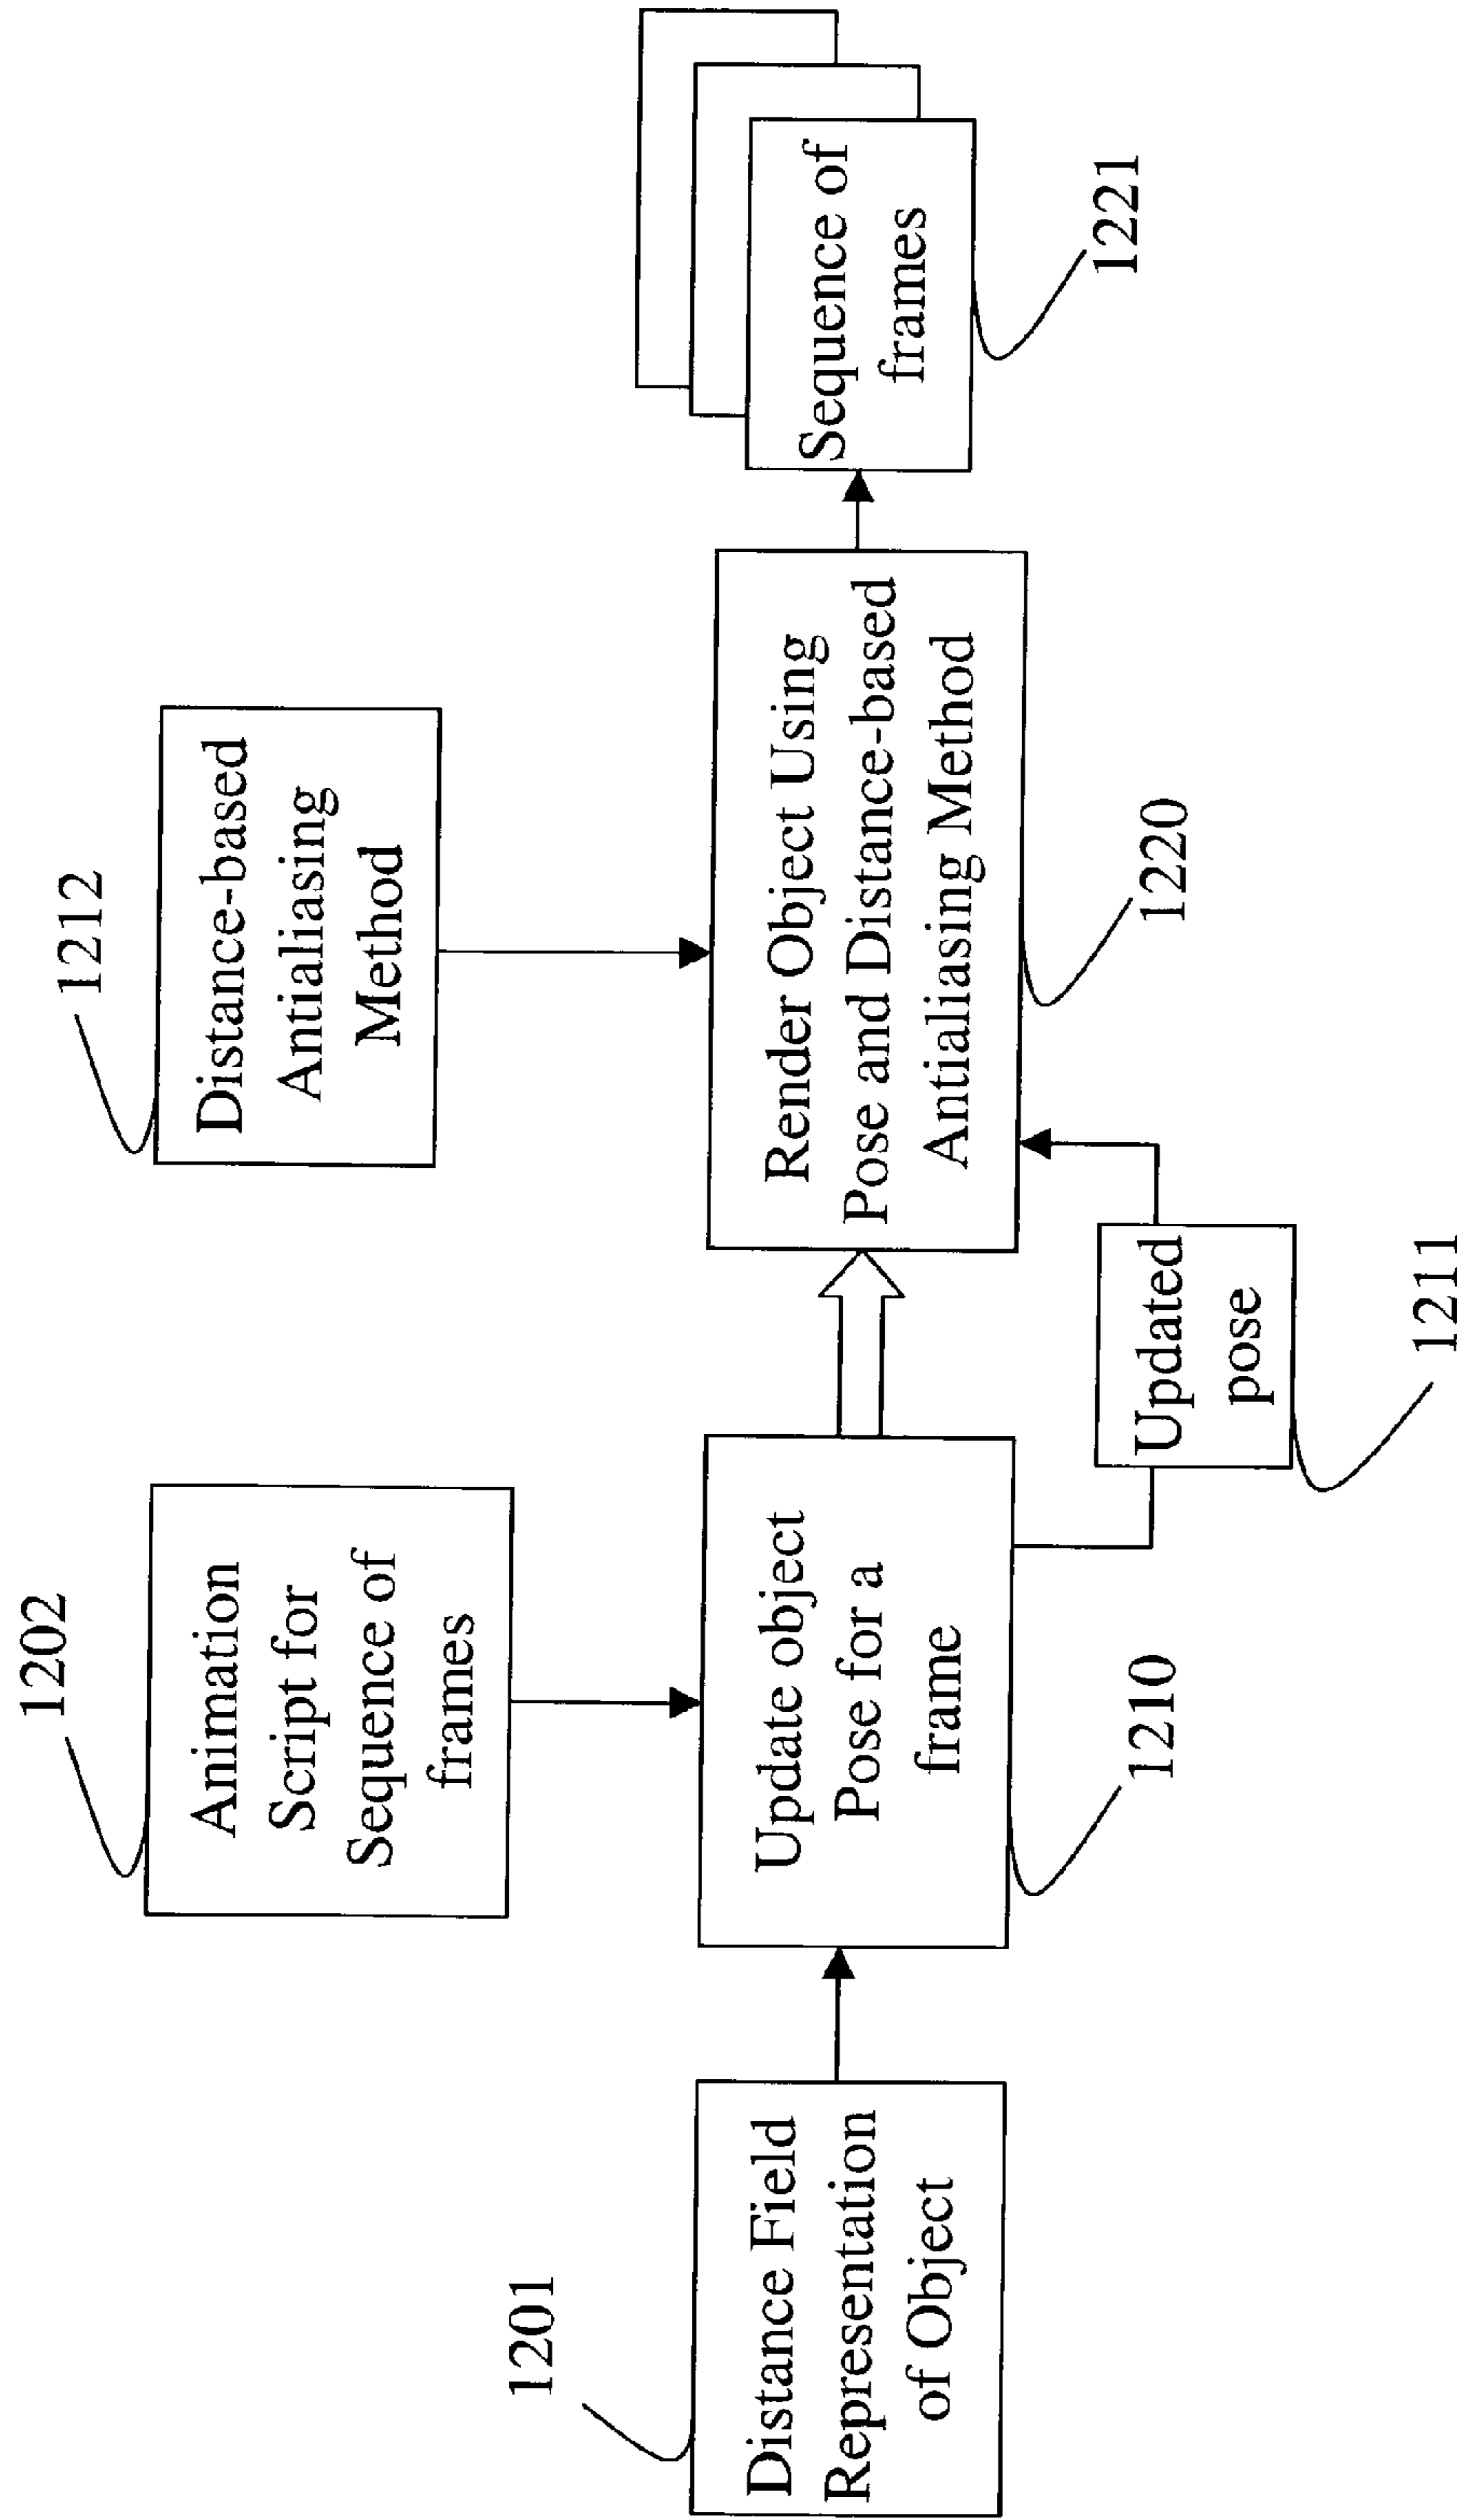 1201
Distance Field
Representation
of Object
1202
Animation
Script for
Sequence of
frames
Update object
Pose for a
frame
1210
Updated
pose
1211
1212
Distance-based
Antialiasing
Method
Render Object Using
Pose and Distance-based
Antialiasing Method
1220
Sequence of
frames
1221